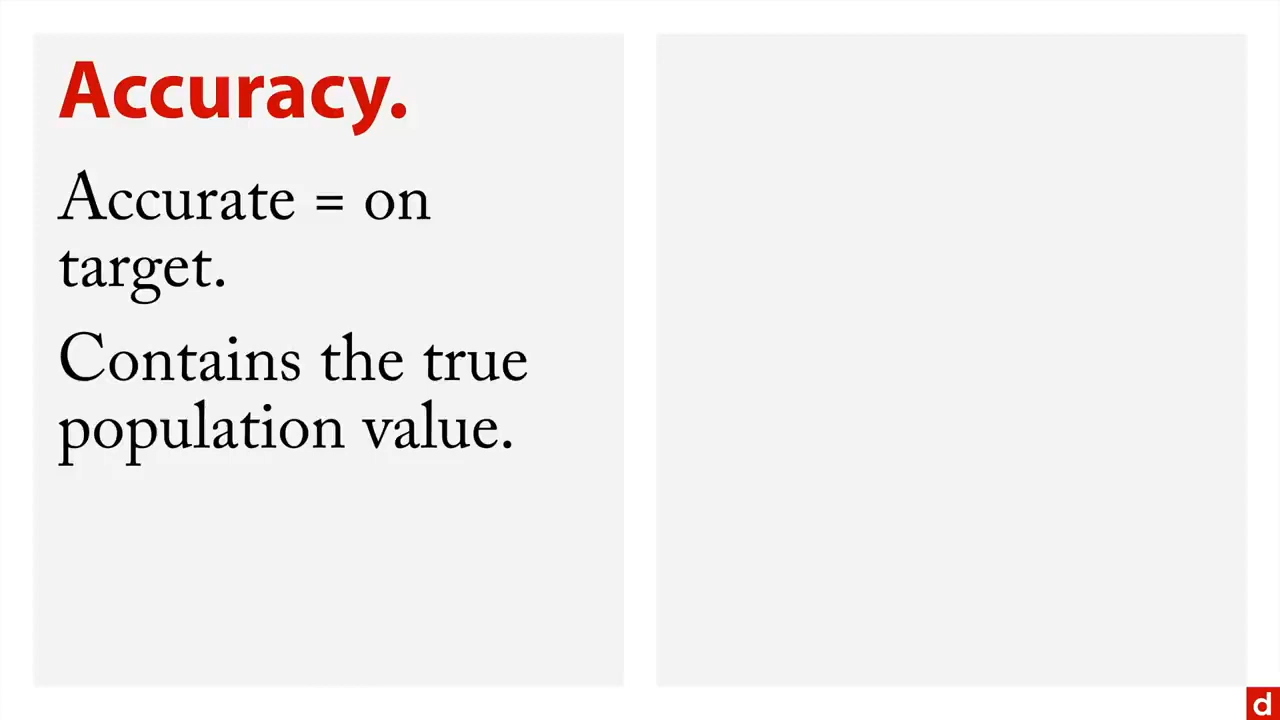 Accuracy.
Accurate = on
target.
Contains the true
population value.
d